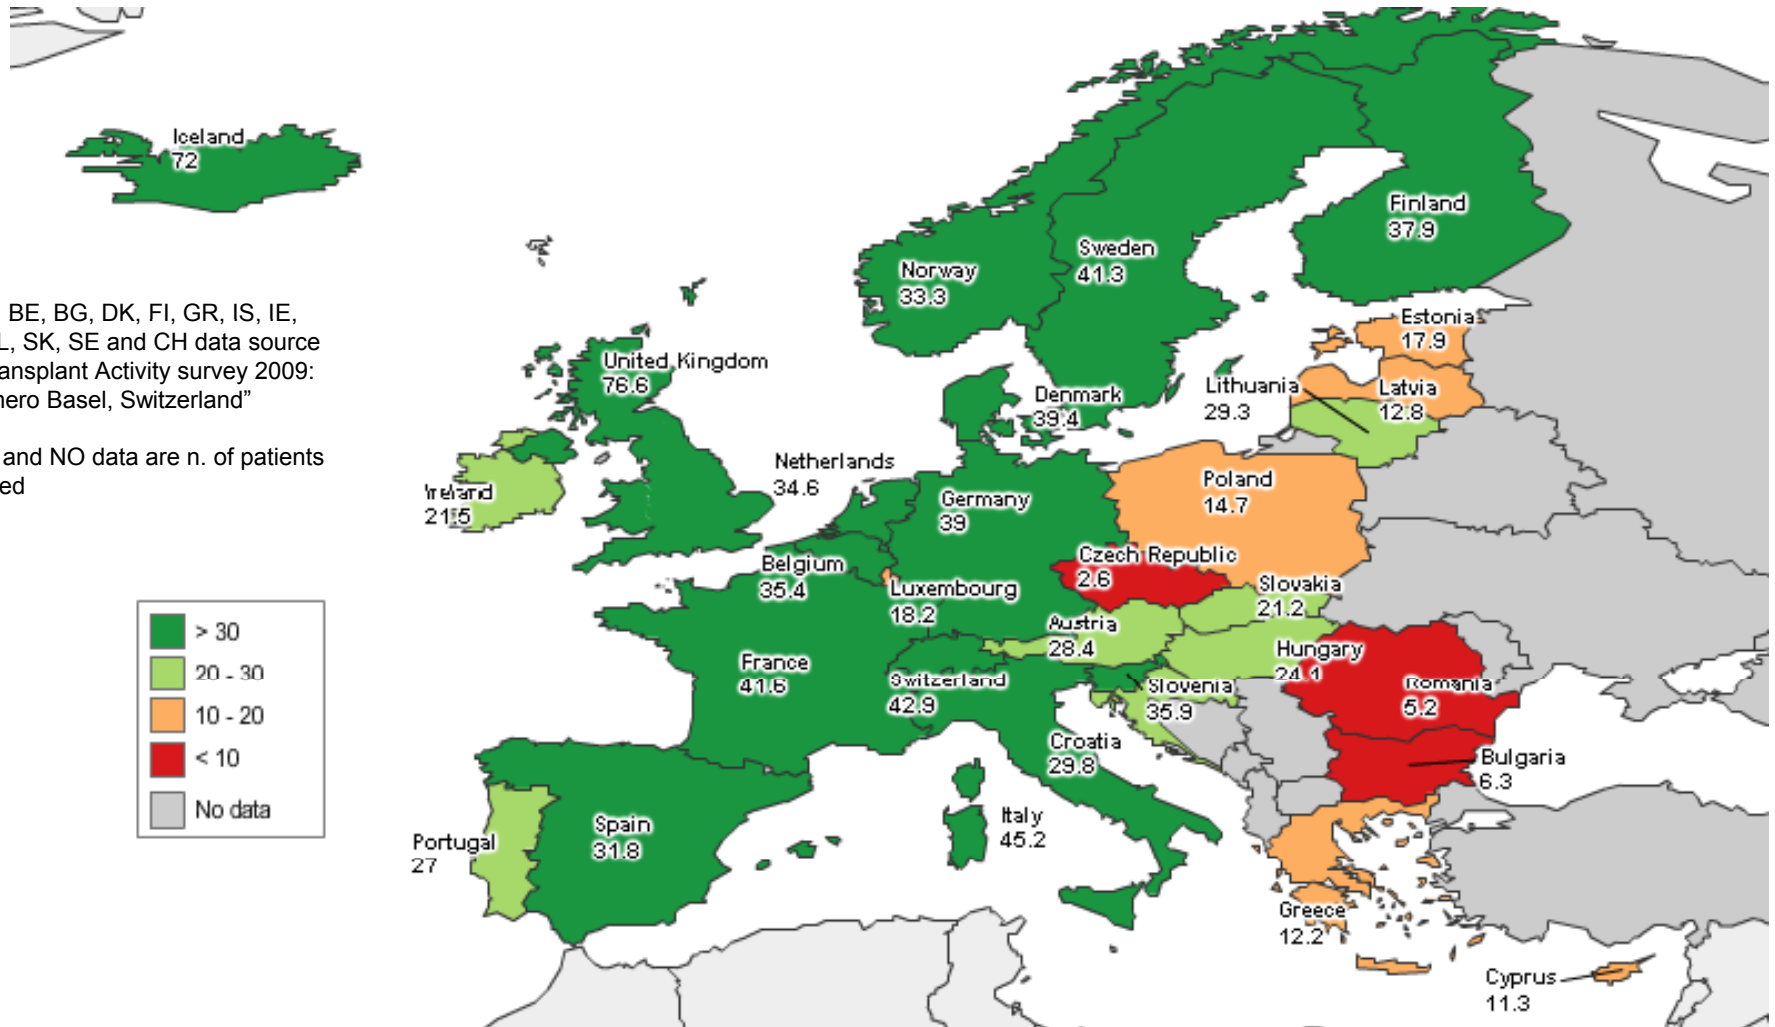 Iceland
72
Finland
37.9
Sweden
41.3
Norway
33.3
BE, BG, DK, FI, GR, IS, IE,
L, SK, SE and CH data source
ansplant Activity survey 2009:
nero Basel, Switzerland”
and NO data are n. of patients
ed
Estonia
17.9
United Kingdom
76.6
Lithuania
29.3
Latvia
12.8
Denmark
39.4
Netherlands
34.6
Germany
39
Poland
14.7
Ireland
21.5
Czech Republic
2.6
Belgium
35.4
Luxembourg
18.2
Slovakia
21.2
Austria
28.4
Hungary
24.1
France
41.6
Switzerland
42.9
Slovenia
35.9
Romania
5.2
Croatia
29.8
Bulgaria
6.3
> 30
20 - 30
10 - 20
< 10
No data
Portugal
27
Spain
31.8
Italy
45.2
Greece
12.2
Cyprus
11.3